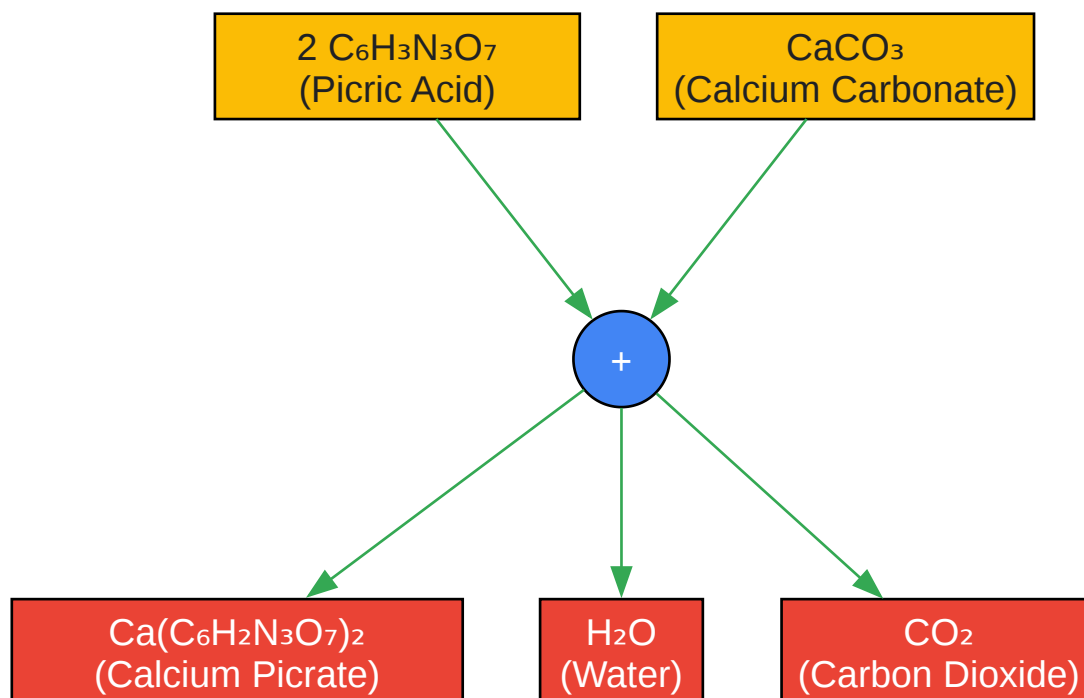 2 C₆H₃N₃O₇
(Picric Acid)
CaCO₃
(Calcium Carbonate)
+
Ca(C₆H₂N₃O₇)₂
(Calcium Picrate)
H₂O
(Water)
CO₂
(Carbon Dioxide)